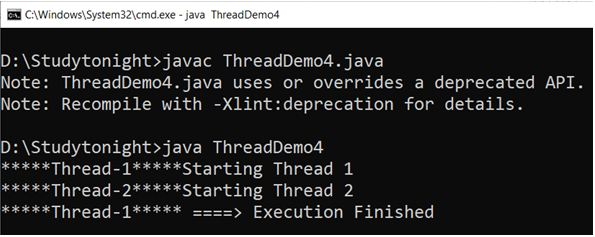 C:\Windows\System32\cmd.exe - java  ThreadDemo4
D:\Studytonight>javac ThreadDemo4.java
Note: ThreadDemo4.java uses or overrides a deprecated API.
Note: Recompile with -Xlint:deprecation for details.
D:\Studytonight>java ThreadDemo4
*****Thread-1*****Starting Thread 1
*****Thread-2*****Starting Thread 2
*****Thread-1***** ====> Execution Finished